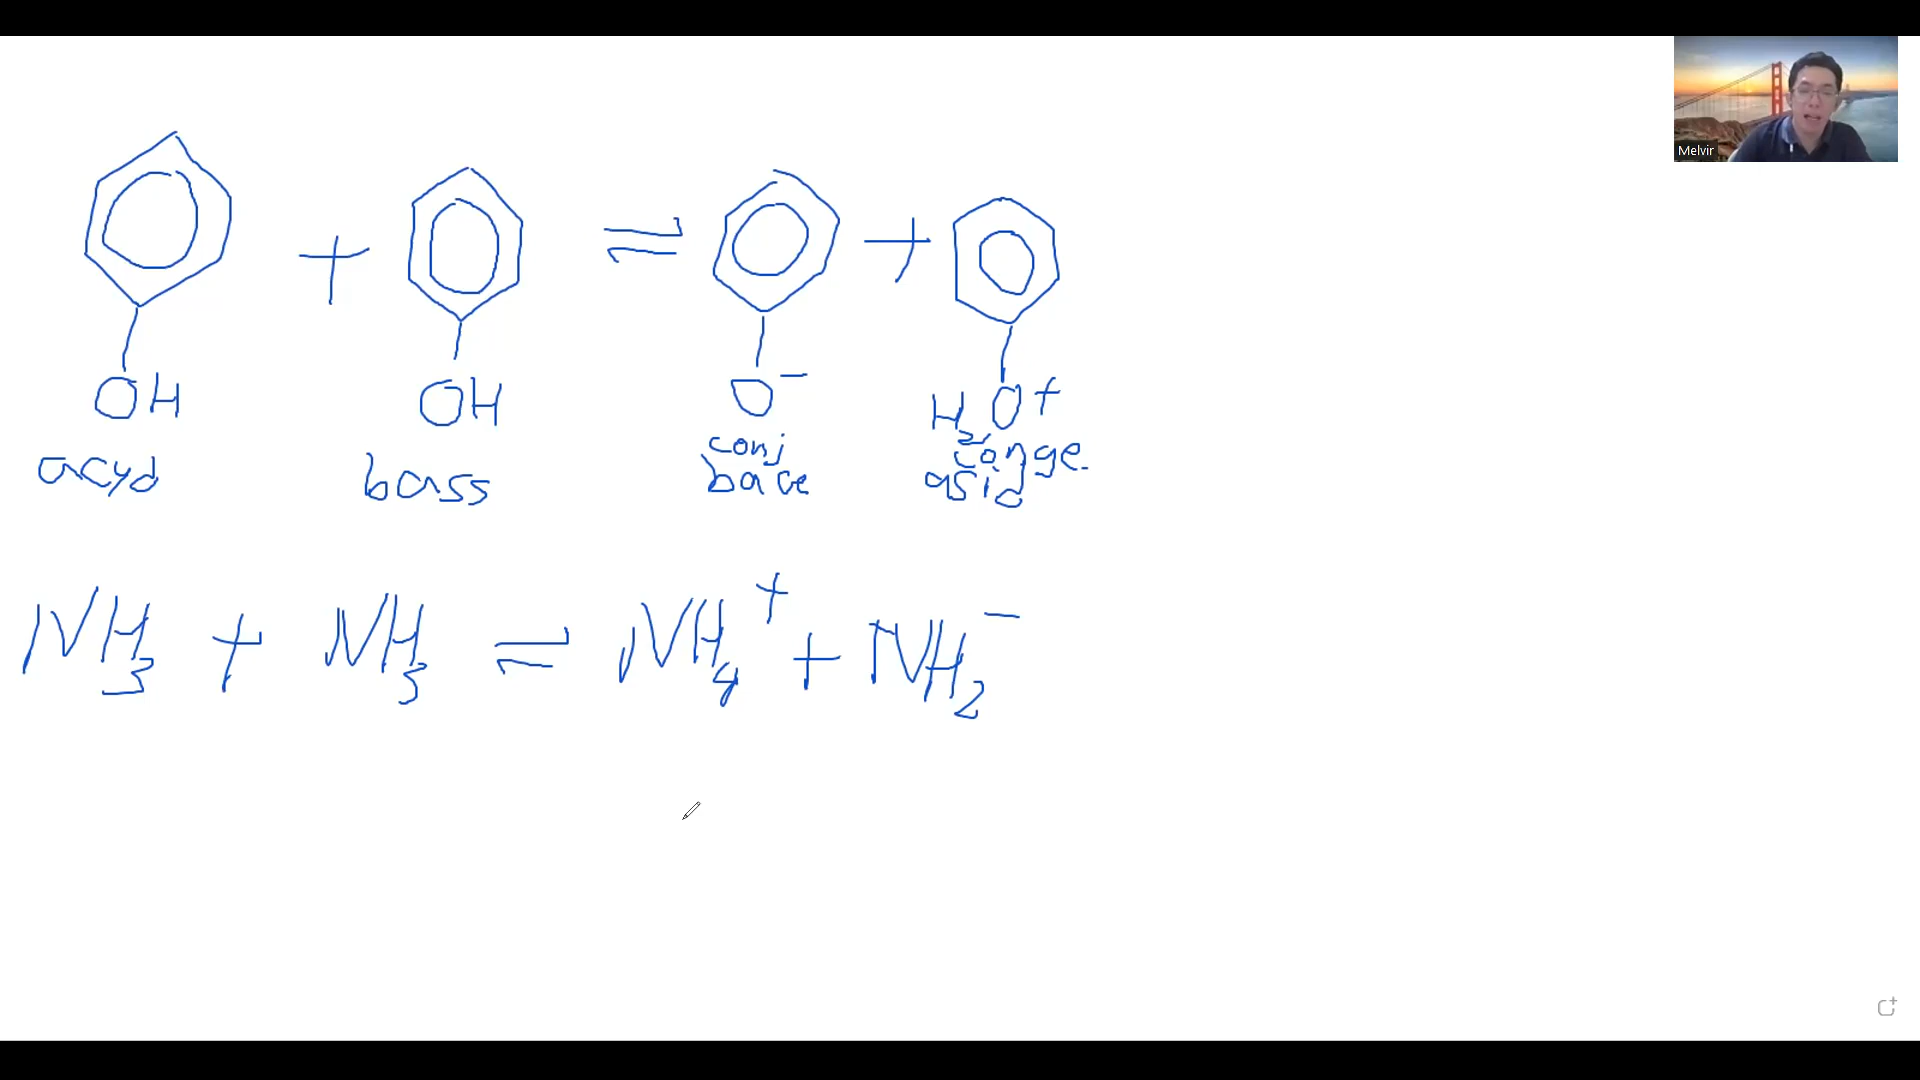 Melvir
+ ⇌ +
OH OH O⁻ H₂O⁺
acyd bass conj base conge. asid
NH₃ + NH₃ ⇌ NH₄⁺ + NH₂⁻